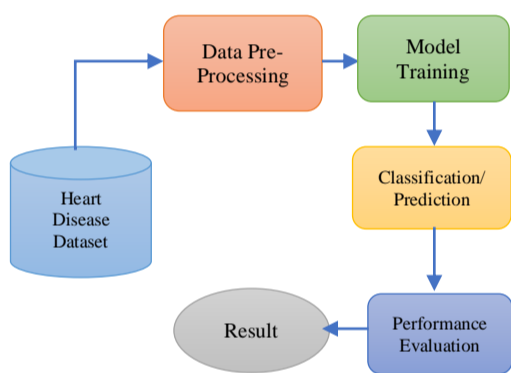 Data Pre-
Processing
Model
Training
Heart
Disease
Dataset
Classification/
Prediction
Result
Performance
Evaluation